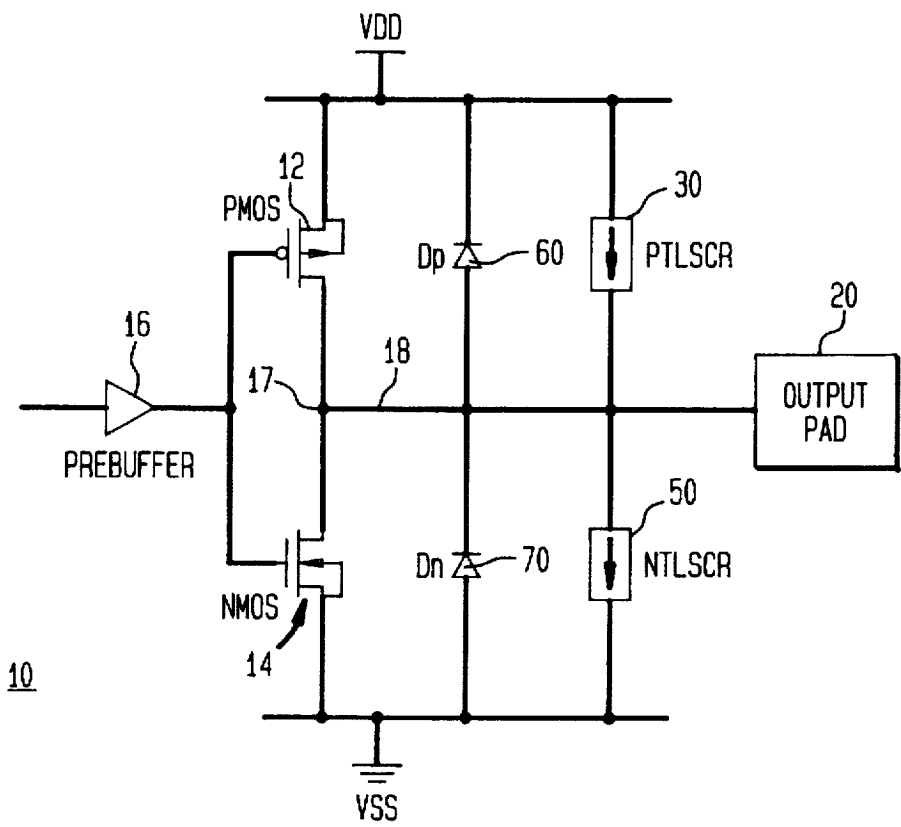 VDD
12
PMOS
30
Dp
60
PTLSCR
16
20
17
18
OUTPUT
PAD
PREBUFFER
50
Dn
70
NTLSCR
NMOS
14
10
VSS